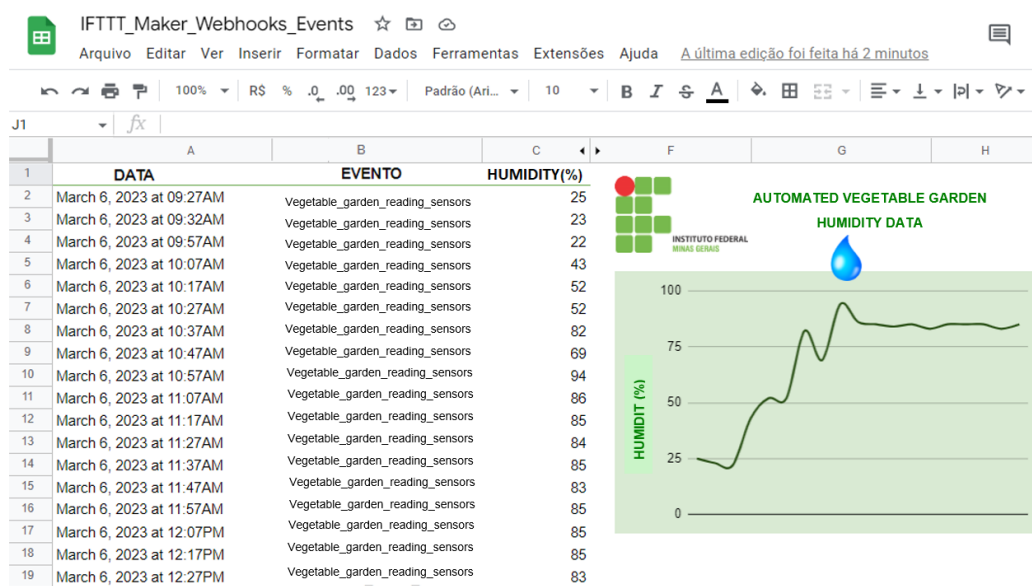 IFTTT_Maker_Webhooks_Events
Arquivo Editar Ver Inserir Formatar Dados Ferramentas Extensões Ajuda A última edição foi feita há 2 minutos
100% R$ % .0 .00 123 Padrão (Ari... 10 B I S A
J1 fx
A B C F G H
1 DATA EVENTO HUMIDITY(%)
2 March 6, 2023 at 09:27AM Vegetable_garden_reading_sensors 25
3 March 6, 2023 at 09:32AM Vegetable_garden_reading_sensors 23
4 March 6, 2023 at 09:57AM Vegetable_garden_reading_sensors 22
5 March 6, 2023 at 10:07AM Vegetable_garden_reading_sensors 43
6 March 6, 2023 at 10:17AM Vegetable_garden_reading_sensors 52
7 March 6, 2023 at 10:27AM Vegetable_garden_reading_sensors 52
8 March 6, 2023 at 10:37AM Vegetable_garden_reading_sensors 82
9 March 6, 2023 at 10:47AM Vegetable_garden_reading_sensors 69
10 March 6, 2023 at 10:57AM Vegetable_garden_reading_sensors 94
11 March 6, 2023 at 11:07AM Vegetable_garden_reading_sensors 86
12 March 6, 2023 at 11:17AM Vegetable_garden_reading_sensors 85
13 March 6, 2023 at 11:27AM Vegetable_garden_reading_sensors 84
14 March 6, 2023 at 11:37AM Vegetable_garden_reading_sensors 85
15 March 6, 2023 at 11:47AM Vegetable_garden_reading_sensors 83
16 March 6, 2023 at 11:57AM Vegetable_garden_reading_sensors 85
17 March 6, 2023 at 12:07PM Vegetable_garden_reading_sensors 85
18 March 6, 2023 at 12:17PM Vegetable_garden_reading_sensors 85
19 March 6, 2023 at 12:27PM Vegetable_garden_reading_sensors 83
INSTITUTO FEDERAL
MINAS GERAIS
AUTOMATED VEGETABLE GARDEN
HUMIDITY DATA
HUMIDIT (%)
100
75
50
25
0